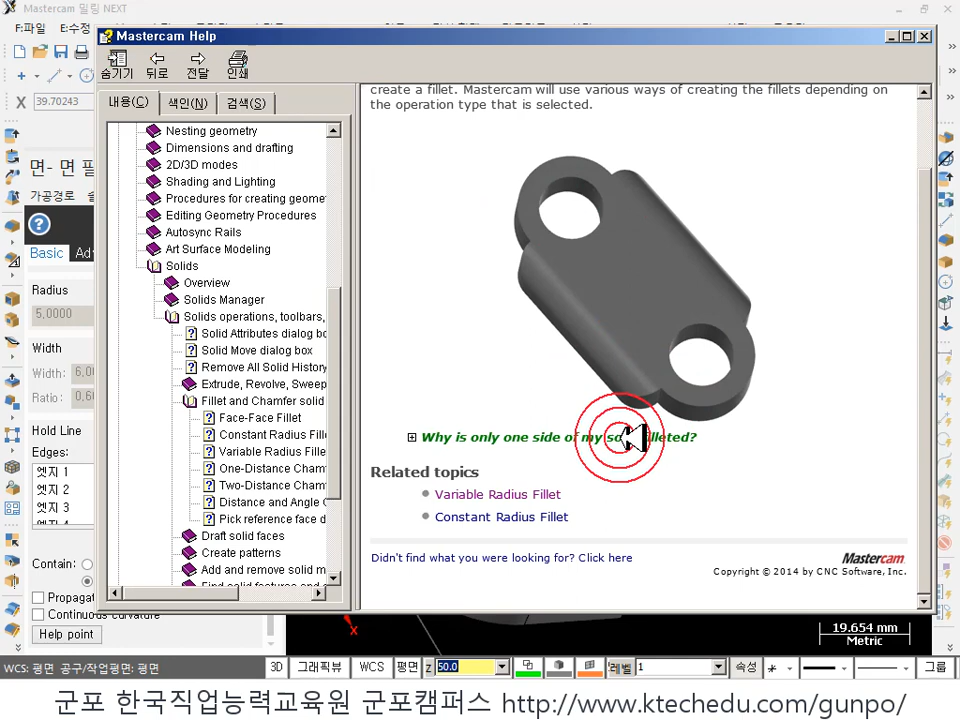 Mastercam 밀링 NEXT
F:파일
E:수정
Mastercam Help
숨기기
뒤로
전달
인쇄
내용(C)
색인(N)
검색(S)
X 39.70243
면- 면 필
가공경로
Basic
Ad
Radius
5,0000
Width
Width: 6,00
Ratio: 0,60
Hold Line
Edges:
엣지 1
엣지 2
엣지 3
Contain:
Propagat
Continuous curvature
Help point
Nesting geometry
Dimensions and drafting
2D/3D modes
Shading and Lighting
Procedures for creating geome
Editing Geometry Procedures
Autosync Rails
Art Surface Modeling
Solids
Overview
Solids Manager
Solids operations, toolbars,
Solid Attributes dialog bo
Solid Move dialog box
Remove All Solid History
Extrude, Revolve, Sweep
Fillet and Chamfer solid
Face-Face Fillet
Constant Radius Fille
Variable Radius Fille
One-Distance Cham
Two-Distance Cham
Distance and Angle C
Pick reference face d
Draft solid faces
Create patterns
Add and remove solid m
Find solid features and
create a fillet. Mastercam will use various ways of creating the fillets depending on
the operation type that is selected.
Why is only one side of my so filleted?
Related topics
Variable Radius Fillet
Constant Radius Fillet
Didn't find what you were looking for? Click here
Mastercam.
Copyright © 2014 by CNC Software, Inc.
X
19.654 mm
Metric
WCS: 평면 공구/작업평면: 평면
3D
그래픽뷰
WCS
평면
Z 50.0
레벨 1
속성
그룹
군포 한국직업능력교육원 군포캠퍼스 http://www.ktechedu.com/gunpo/